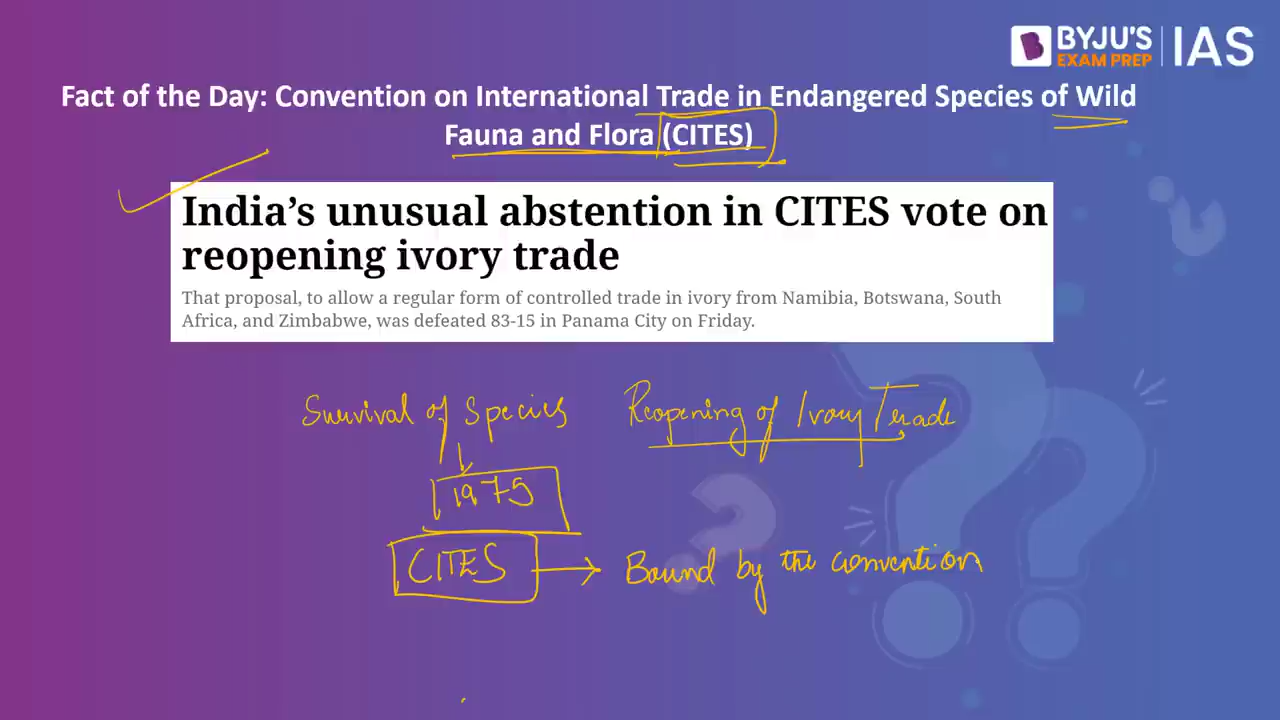 BYJU'S
EXAM PREP
IAS
Fact of the Day: Convention on International Trade in Endangered Species of Wild
Fauna and Flora (CITES)
India's unusual abstention in CITES vote on
reopening ivory trade
That proposal, to allow a regular form of controlled trade in ivory from Namibia, Botswana, South
Africa, and Zimbabwe, was defeated 83-15 in Panama City on Friday.
Survival of Species Reopening of Ivory Trade
1975
CITES → Bound by the convention